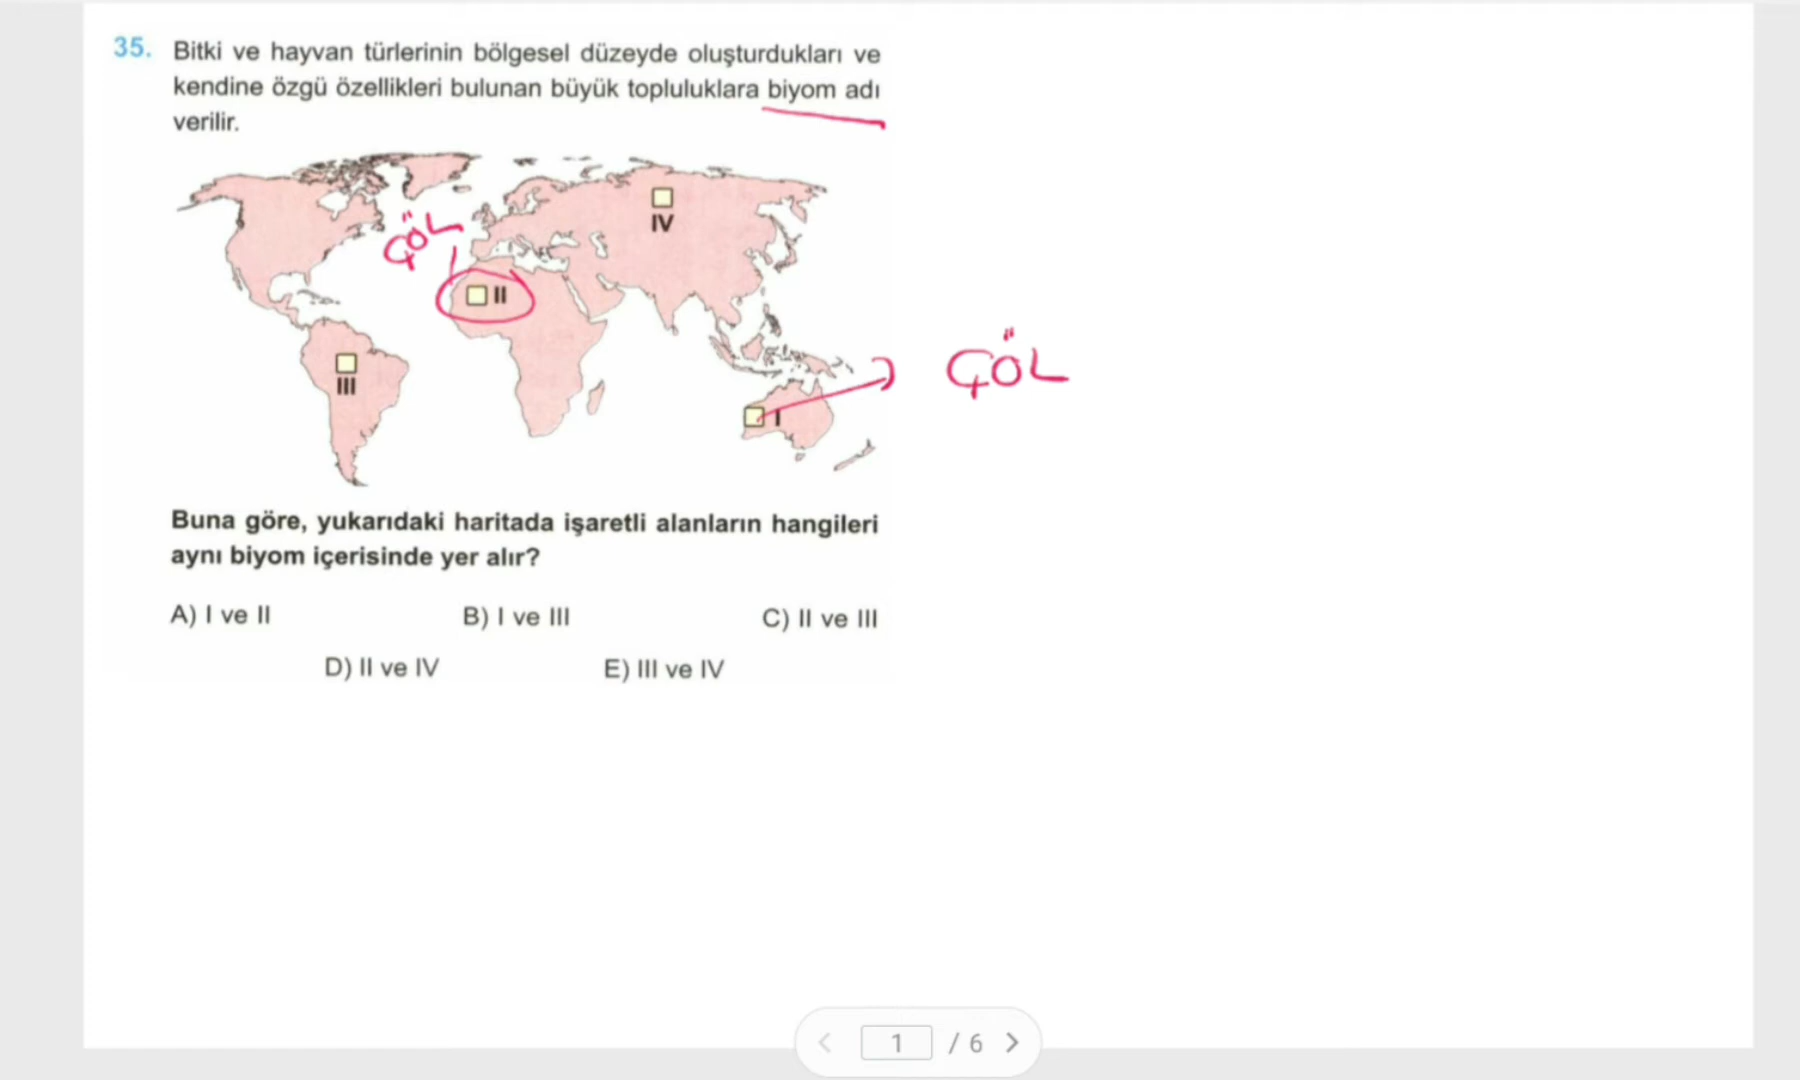 35. Bitki ve hayvan türlerinin bölgesel düzeyde oluşturdukları ve
kendine özgü özellikleri bulunan büyük topluluklara biyom adı
verilir.
IV
ÇÖL
II
ÇÖL
III
I
Buna göre, yukarıdaki haritada işaretli alanların hangileri
aynı biyom içerisinde yer alır?
A) I ve II B) I ve III C) II ve III
D) II ve IV E) III ve IV
1 / 6